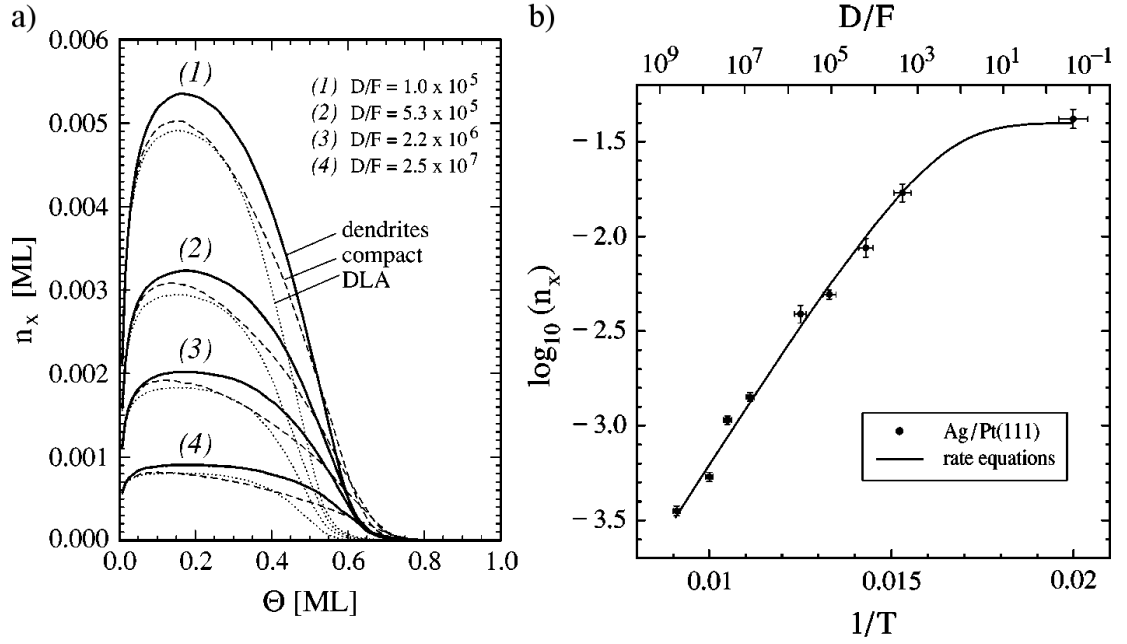 a)
0.006
0.005
0.004
0.003
0.002
0.001
0.000
n_x [ML]
(1)
(2)
(3)
(4)
(1) D/F = 1.0 x 10^5
(2) D/F = 5.3 x 10^5
(3) D/F = 2.2 x 10^6
(4) D/F = 2.5 x 10^7
dendrites
compact
DLA
0.0 0.2 0.4 0.6 0.8 1.0
Θ [ML]
b)
D/F
10^9 10^7 10^5 10^3 10^1 10^-1
−1.5
−2.0
−2.5
−3.0
−3.5
log_10 (n_x)
Ag/Pt(111)
rate equations
0.01 0.015 0.02
1/T